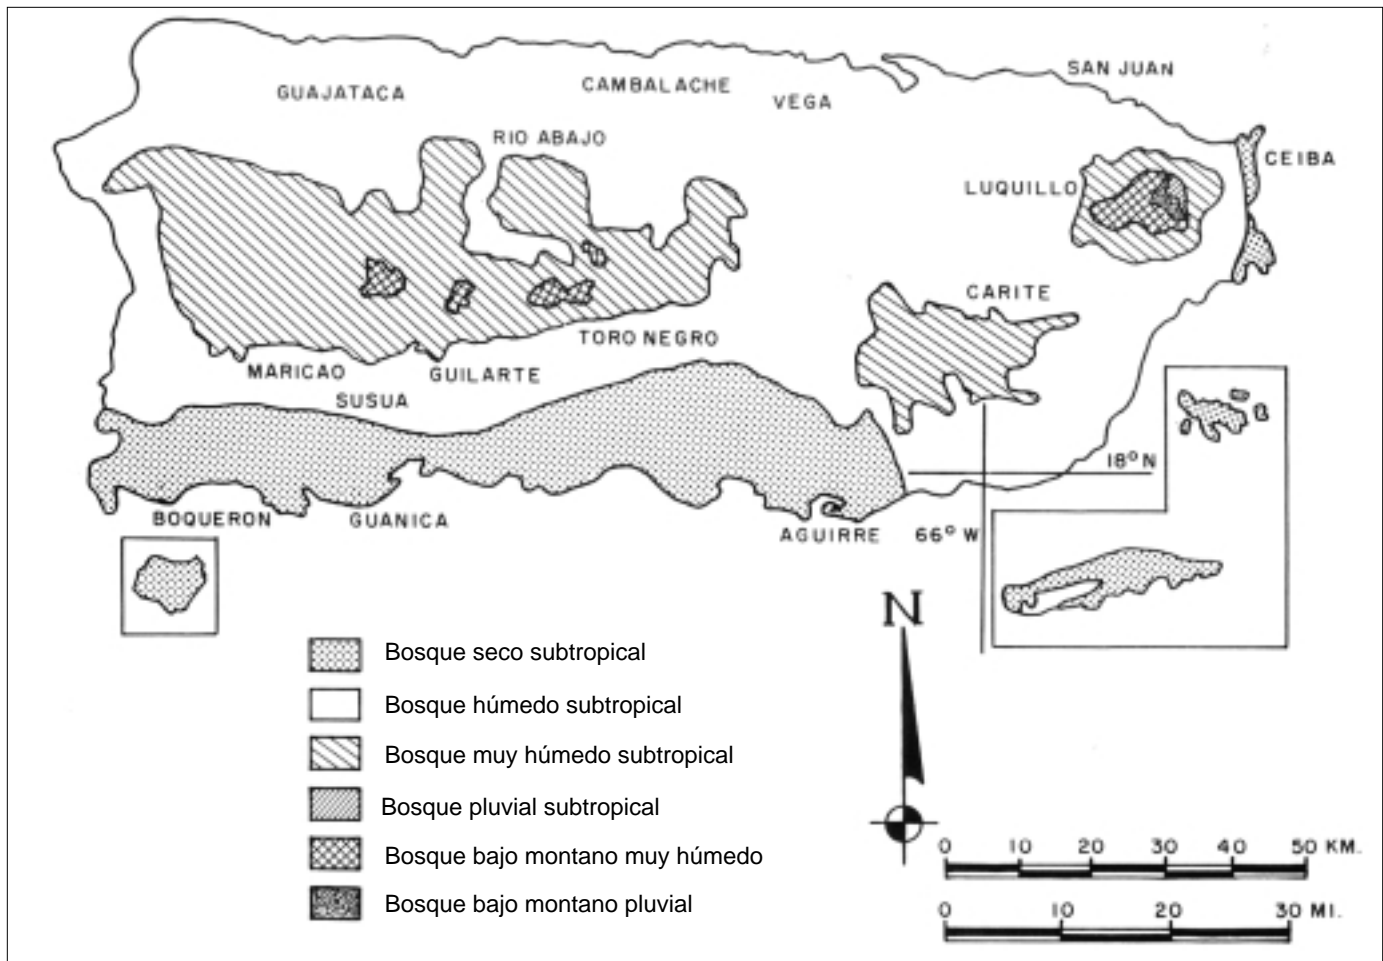 SAN JUAN
GUAJATACA
CAMBALACHE
VEGA
RIO ABAJO
CEIBA
LUQUILLO
CARITE
TORO NEGRO
MARICAO
GUILARTE
SUSUA
18° N
BOQUERON
GUANICA
AGUIRRE
66° W
N
Bosque seco subtropical
Bosque húmedo subtropical
Bosque muy húmedo subtropical
Bosque pluvial subtropical
Bosque bajo montano muy húmedo
Bosque bajo montano pluvial
0 10 20 30 40 50 KM.
0 10 20 30 MI.